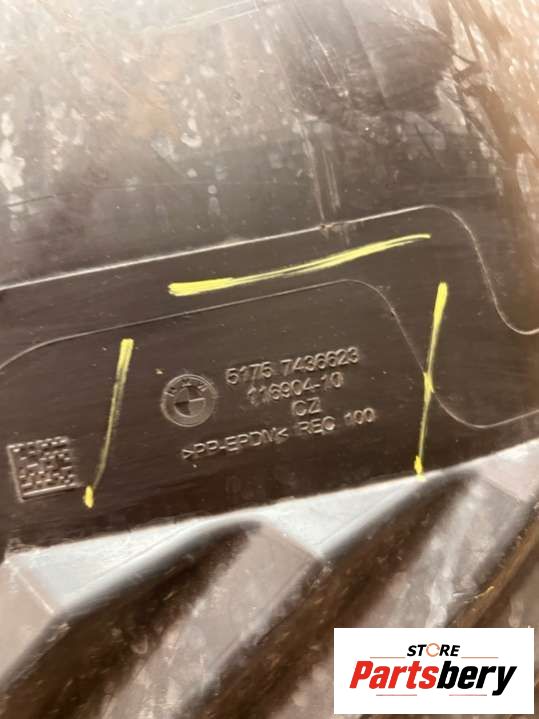 BMW
5175 7436623
116904-10
CZ
>PP-EPDM< REC 100
STORE
Partsbery